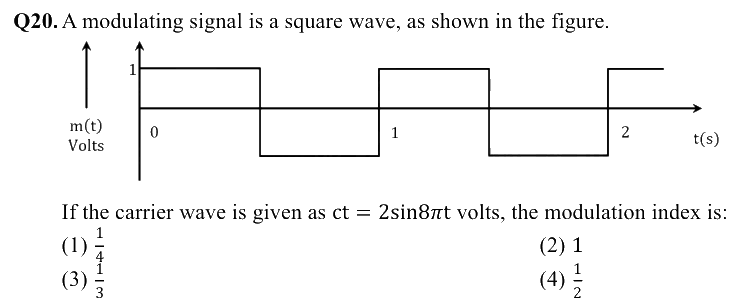 Q20. A modulating signal is a square wave, as shown in the figure.
1
m(t)
Volts
0
1
2
t(s)
If the carrier wave is given as ct = 2sin8πt volts, the modulation index is:
(1) 1/4
(2) 1
(3) 1/3
(4) 1/2